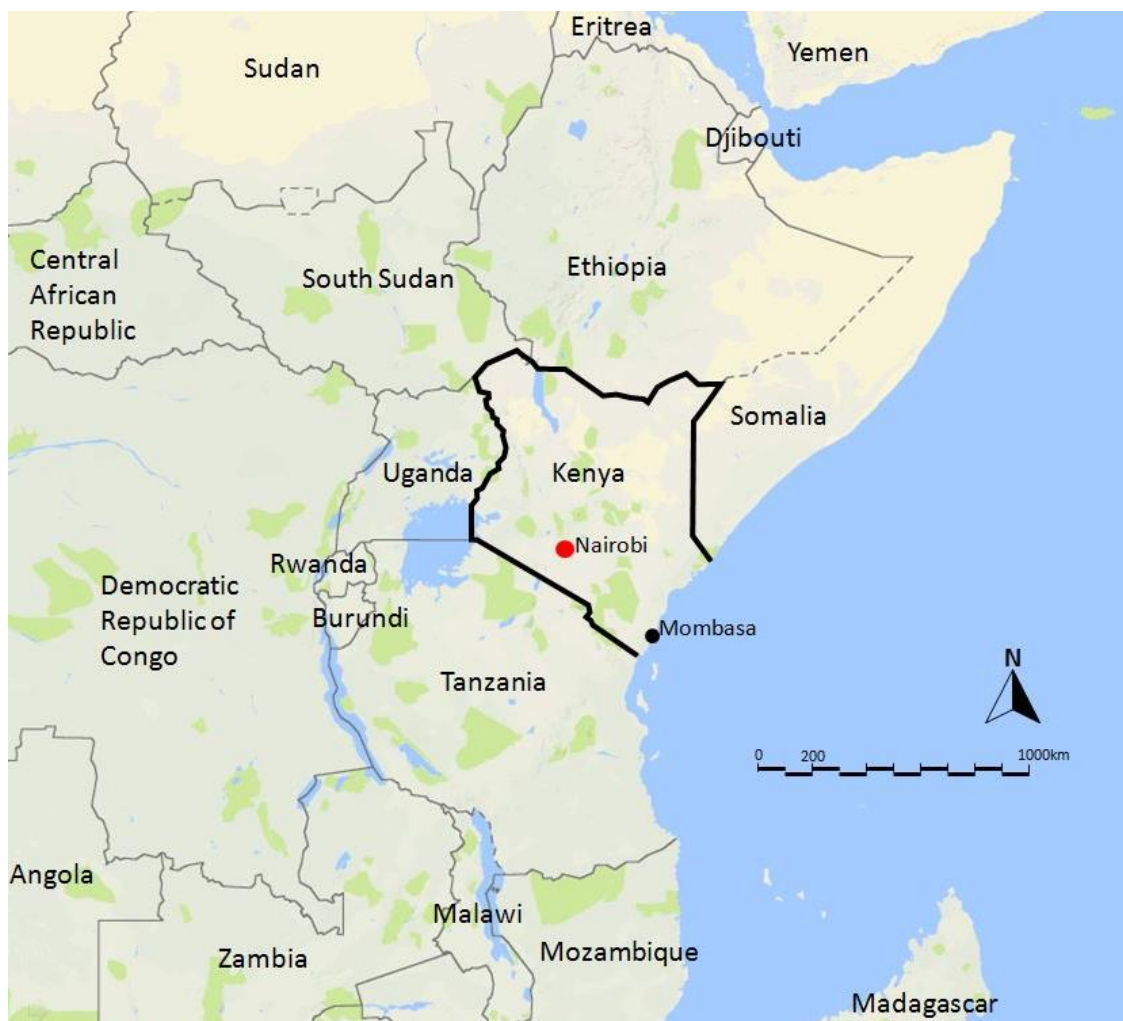 Eritrea
Yemen
Sudan
Djibouti
Central
African
Republic
South Sudan
Ethiopia
Somalia
Uganda
Kenya
Nairobi
Rwanda
Democratic
Republic of
Congo
Burundi
Mombasa
Tanzania
N
0 200 1000km
Angola
Malawi
Zambia
Mozambique
Madagascar